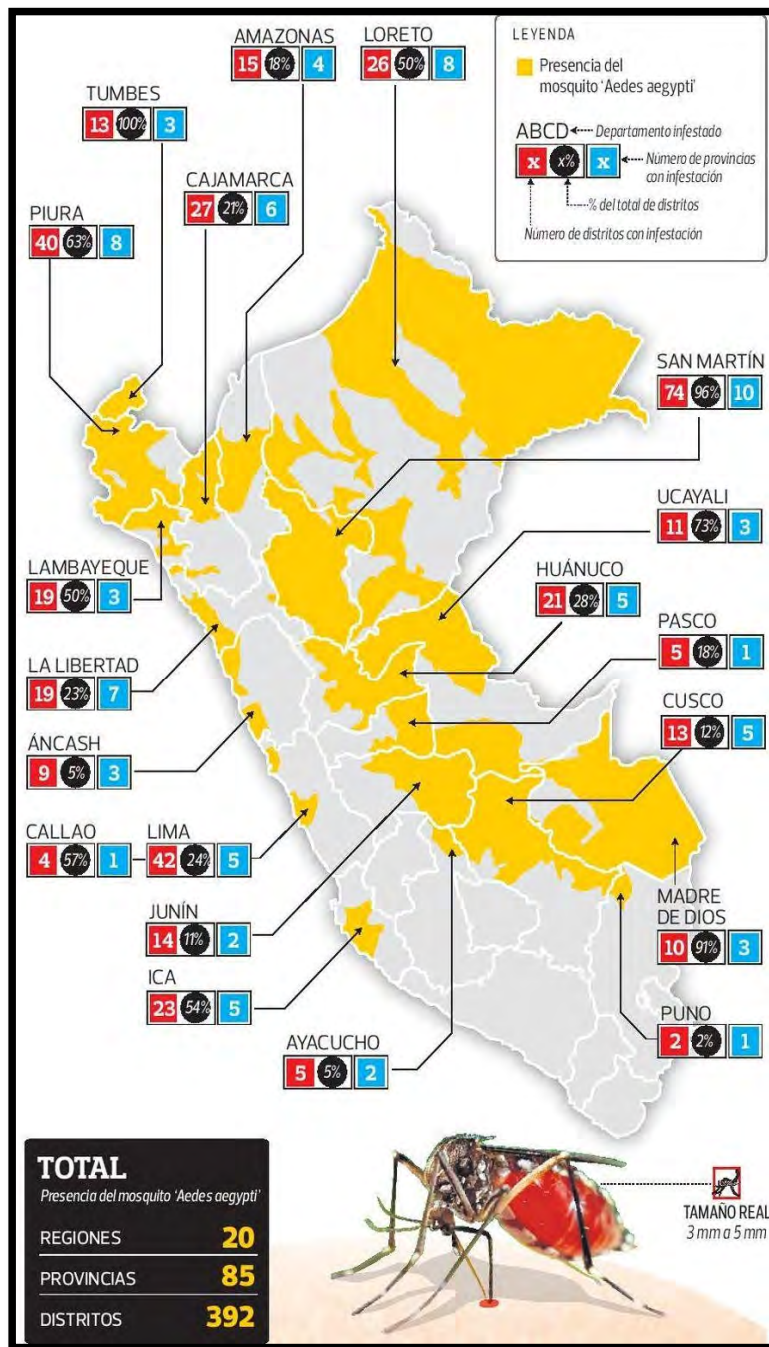 AMAZONAS
15 18% 4
LORETO
26 50% 8
LEYENDA
Presencia del
mosquito 'Aedes aegypti'
ABCD Departamento infestado
x x% x Número de provincias
con infestación
% del total de distritos
Número de distritos con infestación
TUMBES
13 100% 3
CAJAMARCA
27 21% 6
PIURA
40 63% 8
SAN MARTÍN
74 96% 10
UCAYALI
11 73% 3
LAMBAYEQUE
19 50% 3
HUÁNUCO
21 28% 5
PASCO
5 18% 1
LA LIBERTAD
19 23% 7
CUSCO
13 12% 5
ÁNCASH
9 5% 3
CALLAO
4 57% 1
LIMA
42 24% 5
JUNÍN
14 11% 2
MADRE
DE DIOS
10 91% 3
ICA
23 54% 5
PUNO
2 2% 1
AYACUCHO
5 5% 2
TOTAL
Presencia del mosquito 'Aedes aegypti'
REGIONES 20
PROVINCIAS 85
DISTRITOS 392
TAMAÑO REAL
3 mm a 5 mm